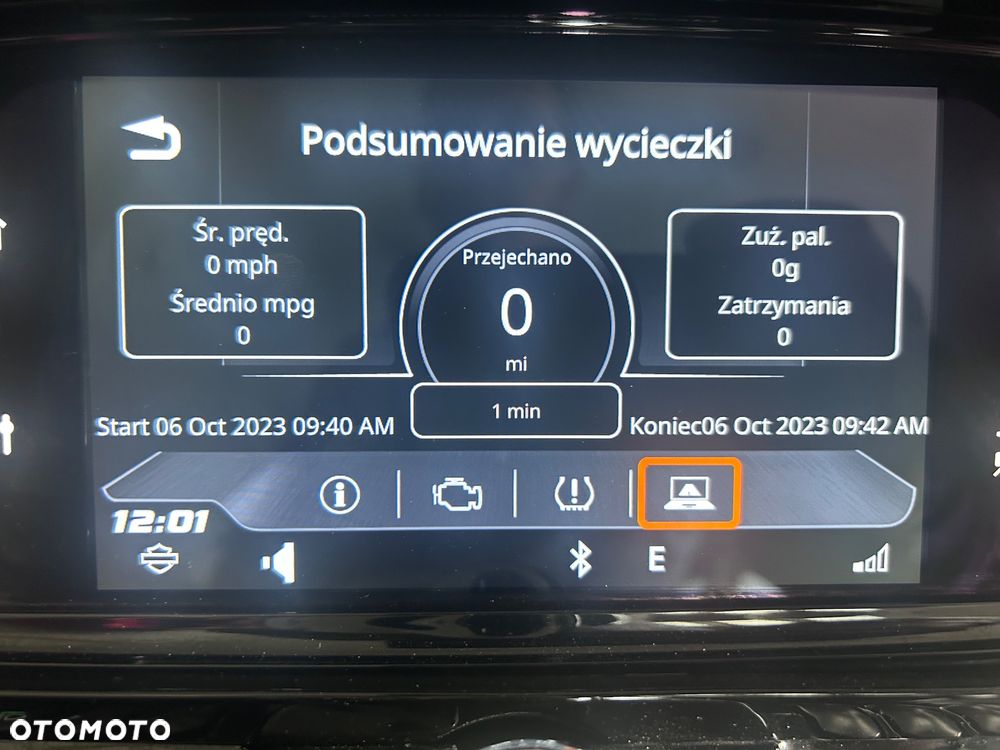 Podsumowanie wycieczki
Śr. pręd.
0 mph
Średnio mpg
0
Przejechano
0
mi
1 min
Zuż. pal.
0g
Zatrzymania
0
Start 06 Oct 2023 09:40 AM
Koniec06 Oct 2023 09:42 AM
12:01
E
OTOMOTO